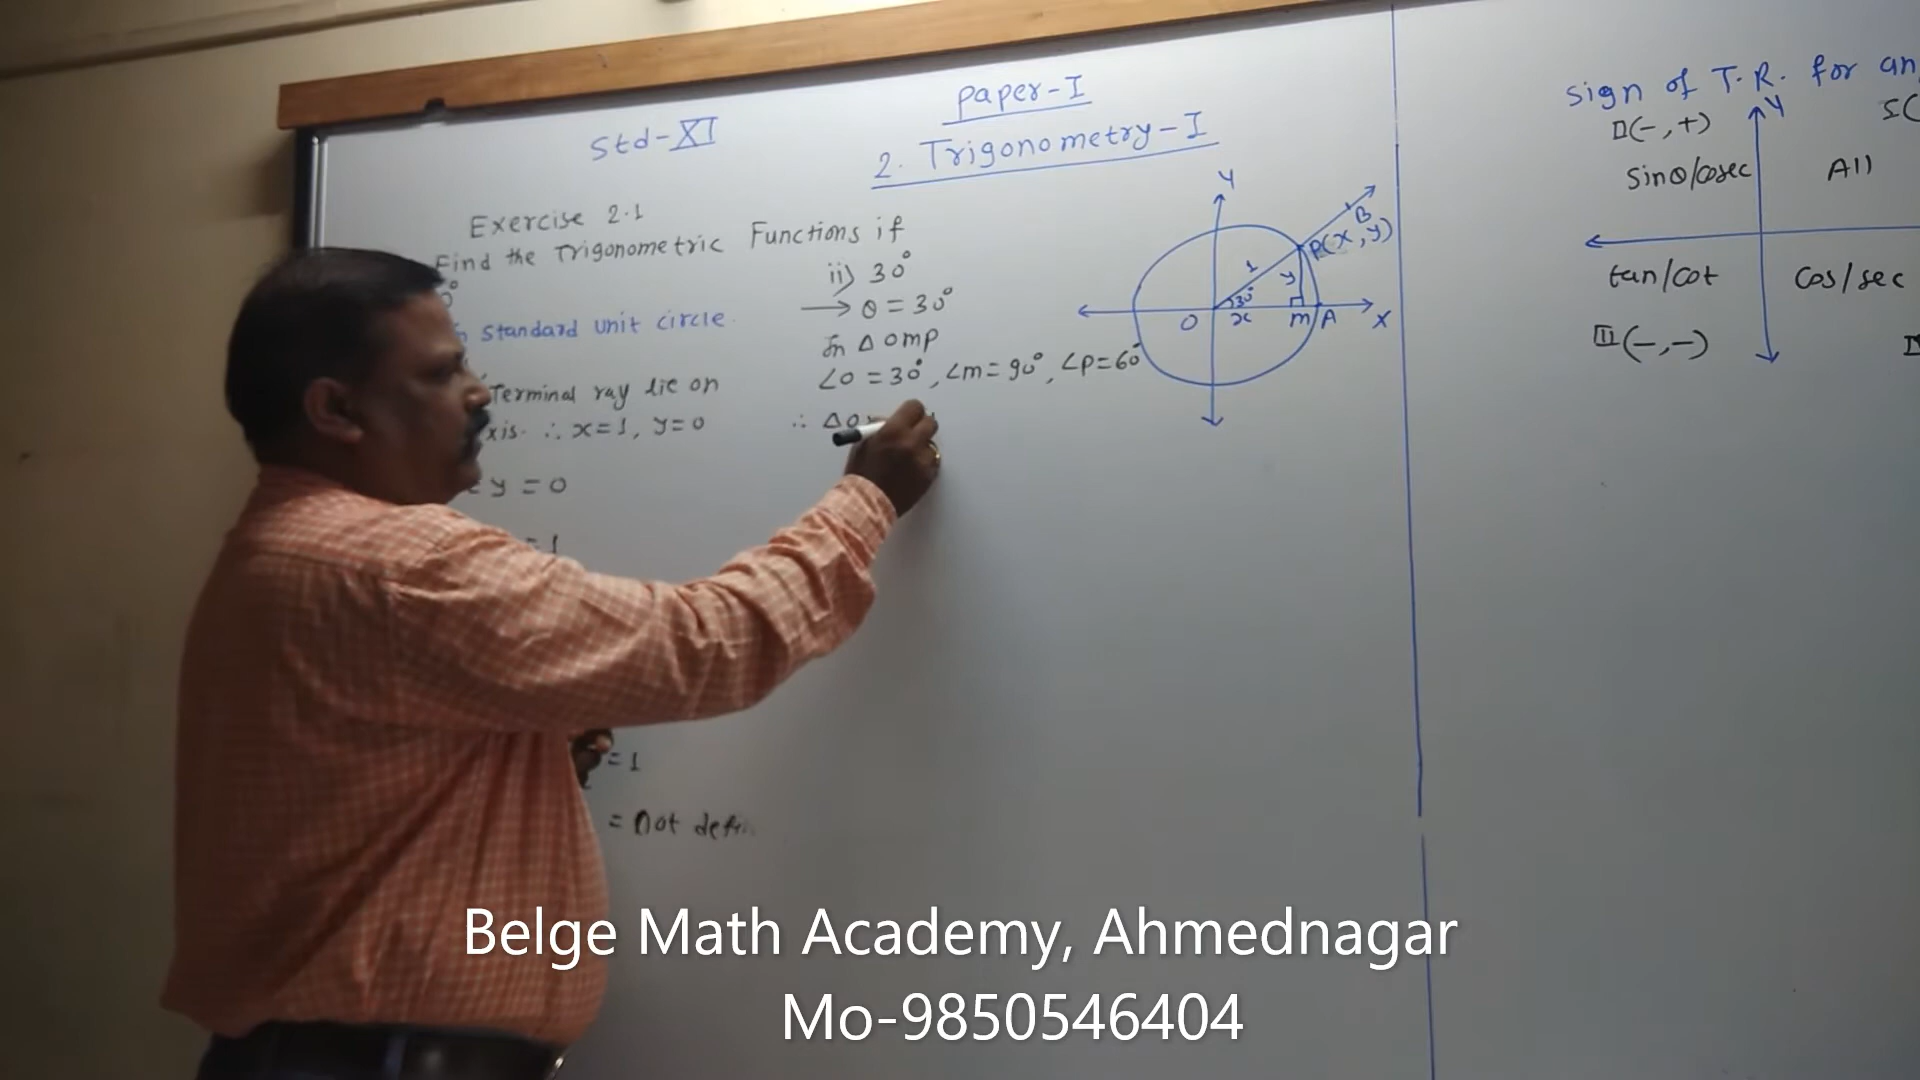 Std-XI
Paper-I
2. Trigonometry-I
Exercise 2.1
Find the Trigonometric Functions if
Standard unit circle.
Terminal ray lie on
∴ x=1, y=0
y = 0
=1
=1
= not defin
ii) 30°
→ θ = 30°
In Δ OMP
∠O = 30°, ∠M = 90°, ∠P = 60°
∴ Δ O
Y
B
P(x, y)
1
y
30°
O
x
M
A
X
Sign of T.R. for an
II(-,+)
Y
I(
Sinθ/cosec
All
tan/cot
cos/sec
III(-,-)
Belge Math Academy, Ahmednagar
Mo-9850546404